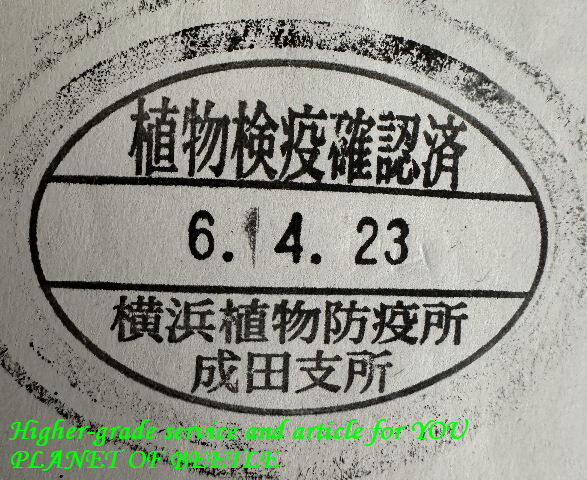 植物検疫確認済
6. 4. 23
横浜植物防疫所
成田支所
Higher-grade service and article for YOU
PLANET OF BEETLE